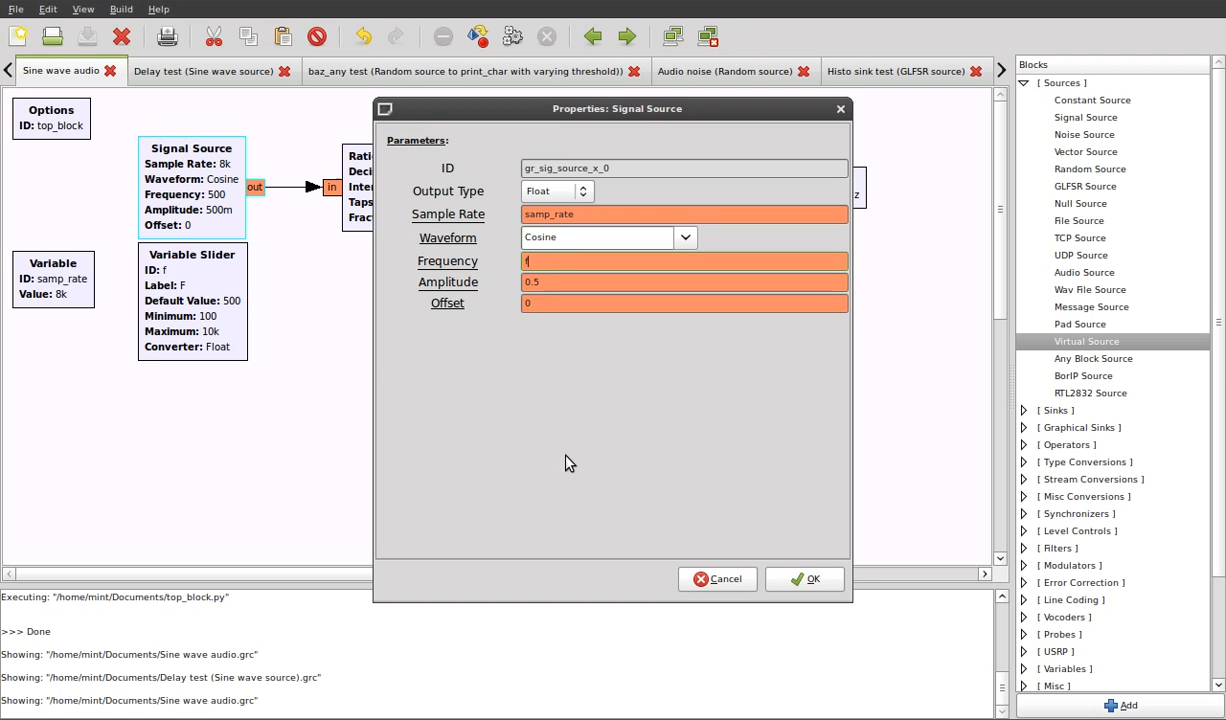 File Edit View Build Help
Sine wave audio Delay test (Sine wave source) baz_any test (Random source to print_char with varying threshold)) Audio noise (Random source) Histo sink test (GLFSR source)
Options
ID: top_block
Signal Source
Sample Rate: 8k
Waveform: Cosine
Frequency: 500
Amplitude: 500m
Offset: 0
out
in
Rati
Deci
Inte
Taps
Frac
z
Variable
ID: samp_rate
Value: 8k
Variable Slider
ID: f
Label: F
Default Value: 500
Minimum: 100
Maximum: 10k
Converter: Float
Properties: Signal Source
Parameters:
ID gr_sig_source_x_0
Output Type Float
Sample Rate samp_rate
Waveform Cosine
Frequency f
Amplitude 0.5
Offset 0
Cancel OK
Blocks
[ Sources ]
Constant Source
Signal Source
Noise Source
Vector Source
Random Source
GLFSR Source
Null Source
File Source
TCP Source
UDP Source
Audio Source
Wav File Source
Message Source
Pad Source
Virtual Source
Any Block Source
BorIP Source
RTL2832 Source
[ Sinks ]
[ Graphical Sinks ]
[ Operators ]
[ Type Conversions ]
[ Stream Conversions ]
[ Misc Conversions ]
[ Synchronizers ]
[ Level Controls ]
[ Filters ]
[ Modulators ]
[ Error Correction ]
[ Line Coding ]
[ Vocoders ]
[ Probes ]
[ USRP ]
[ Variables ]
[ Misc ]
Add
Executing: "/home/mint/Documents/top_block.py"
>>> Done
Showing: "/home/mint/Documents/Sine wave audio.grc"
Showing: "/home/mint/Documents/Delay test (Sine wave source).grc"
Showing: "/home/mint/Documents/Sine wave audio.grc"